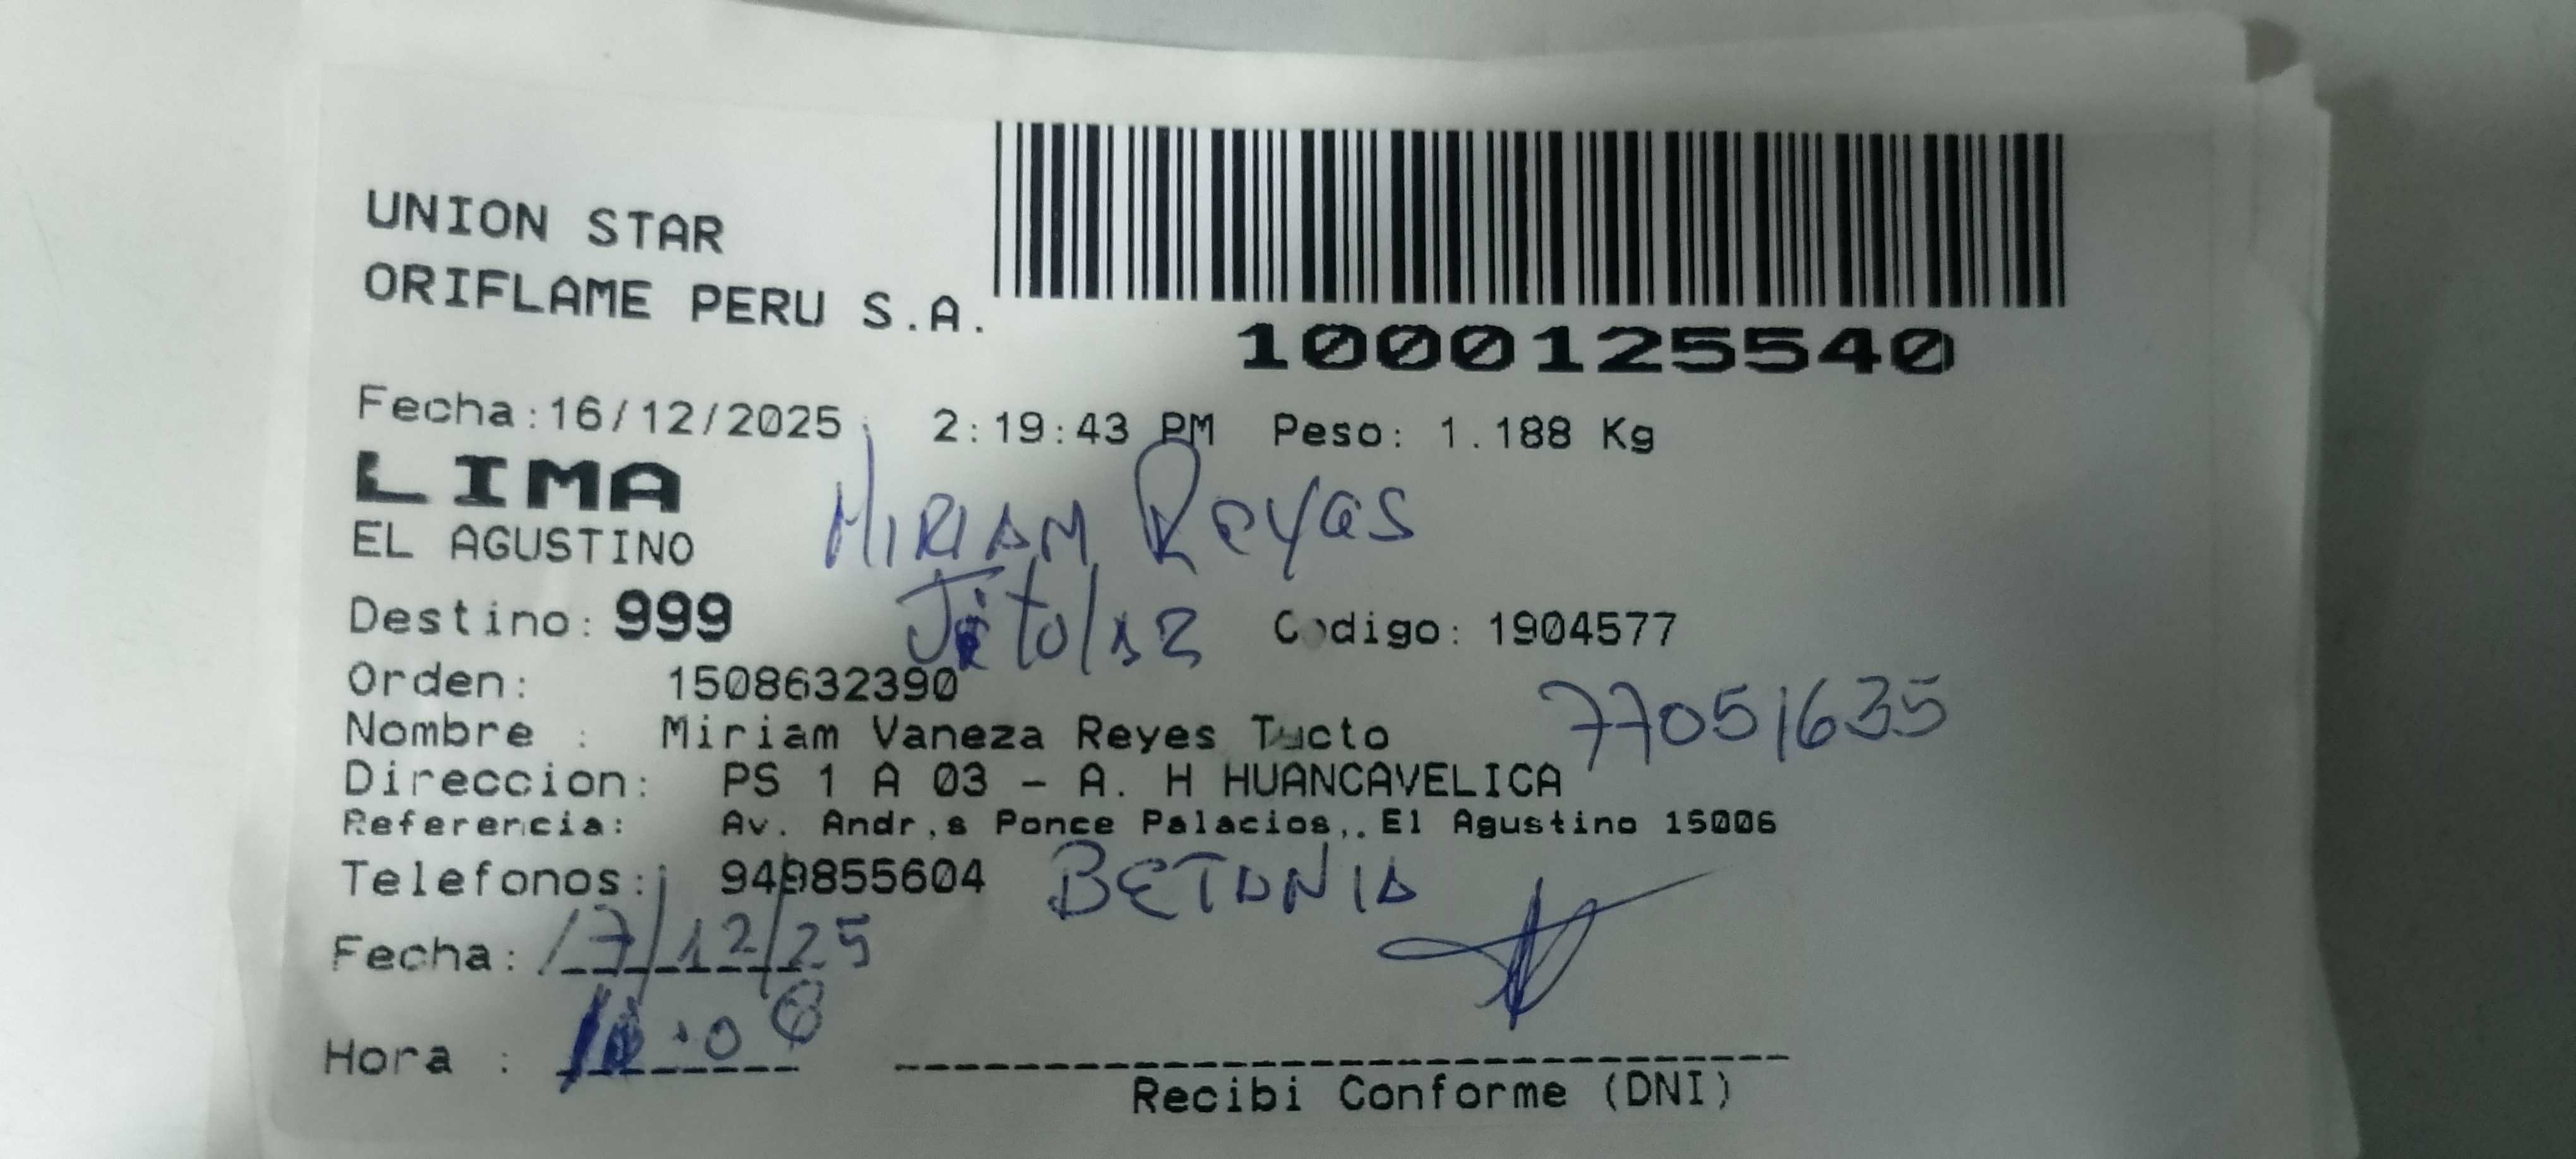 UNION STAR
ORIFLAME PERU S.A.
1000125540
Fecha:16/12/2025 2:19:43 PM Peso: 1.188 Kg
LIMA
EL AGUSTINO
MIRIAM Reyes
Destino: 999
Codigo: 1904577
Orden: 1508632390
77051635
Nombre : Miriam Vaneza Reyes Tucto
Direccion: PS 1 A 03 - A. H HUANCAVELICA
Referencia: Av. Andr,s Ponce Palacios,. El Agustino 15006
Telefonos: 949855604
BETANIA
Fecha: 17/12/25
Hora :
Recibi Conforme (DNI)